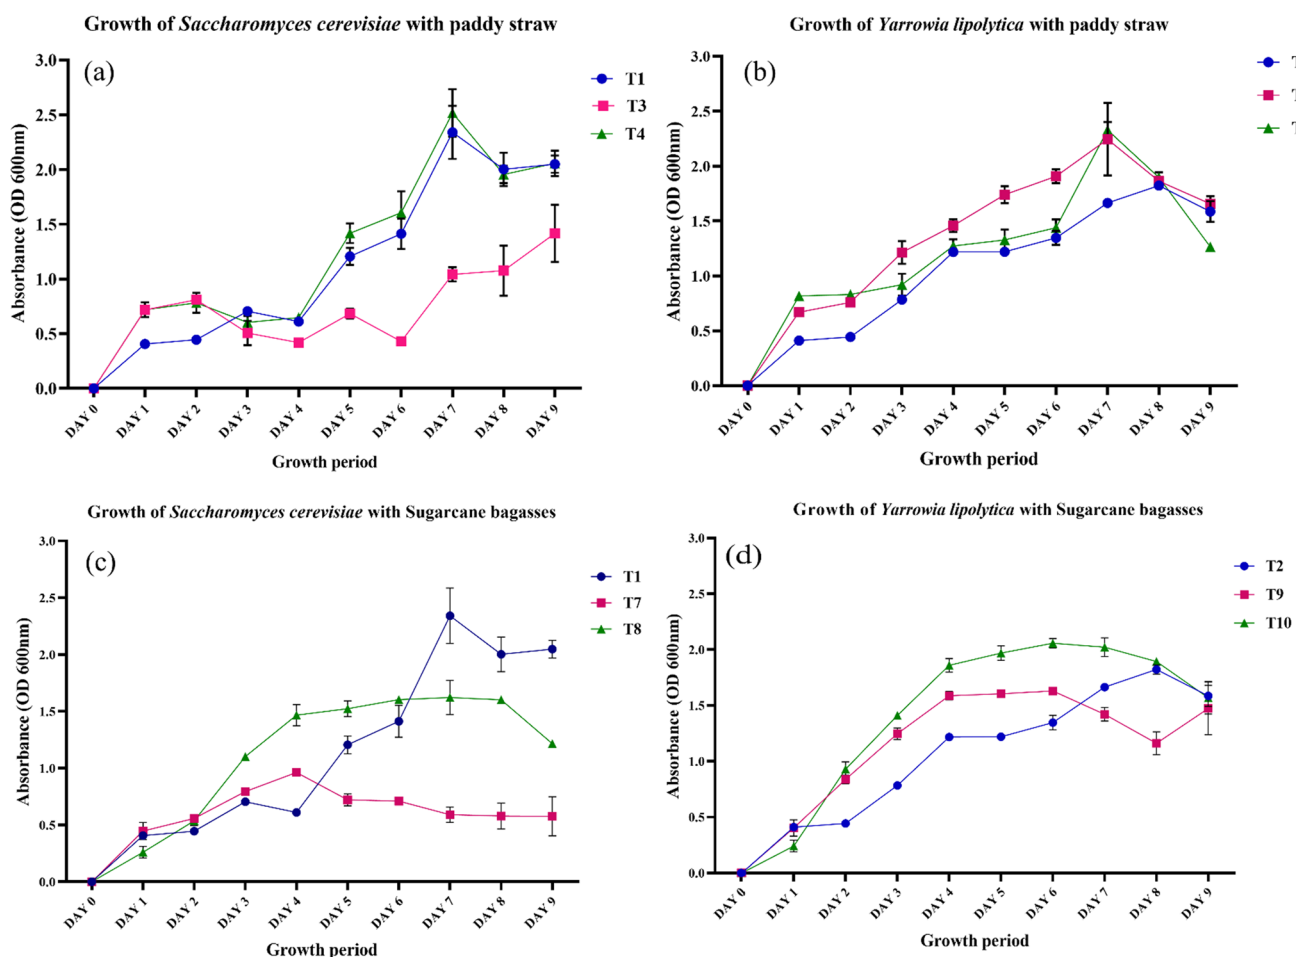 Growth of Saccharomyces cerevisiae with paddy straw
(a)
T1
T3
T4
Absorbance (OD 600nm)
3.0
2.5
2.0
1.5
1.0
0.5
0.0
DAY 0
DAY 1
DAY 2
DAY 3
DAY 4
DAY 5
DAY 6
DAY 7
DAY 8
DAY 9
Growth period
Growth of Yarrowia lipolytica with paddy straw
(b)
T
T
T
Absorbance (OD 600nm)
3.0
2.5
2.0
1.5
1.0
0.5
0.0
DAY 0
DAY 1
DAY 2
DAY 3
DAY 4
DAY 5
DAY 6
DAY 7
DAY 8
DAY 9
Growth period
Growth of Saccharomyces cerevisiae with Sugarcane bagasses
(c)
T1
T7
T8
Absorbance (OD 600nm)
3.0
2.5
2.0
1.5
1.0
0.5
0.0
DAY 0
DAY 1
DAY 2
DAY 3
DAY 4
DAY 5
DAY 6
DAY 7
DAY 8
DAY 9
Growth period
Growth of Yarrowia lipolytica with Sugarcane bagasses
(d)
T2
T9
T10
Absorbance (OD 600nm)
3.0
2.5
2.0
1.5
1.0
0.5
0.0
DAY 0
DAY 1
DAY 2
DAY 3
DAY 4
DAY 5
DAY 6
DAY 7
DAY 8
DAY 9
Growth period